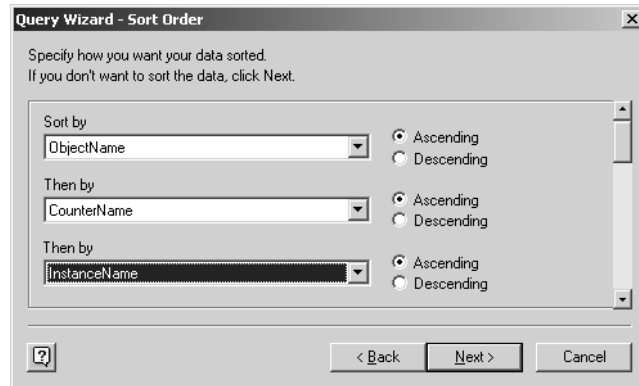 Query Wizard - Sort Order
Specify how you want your data sorted.
If you don't want to sort the data, click Next.
Sort by
ObjectName
Ascending
Descending
Then by
CounterName
Ascending
Descending
Then by
InstanceName
Ascending
Descending
< Back
Next >
Cancel